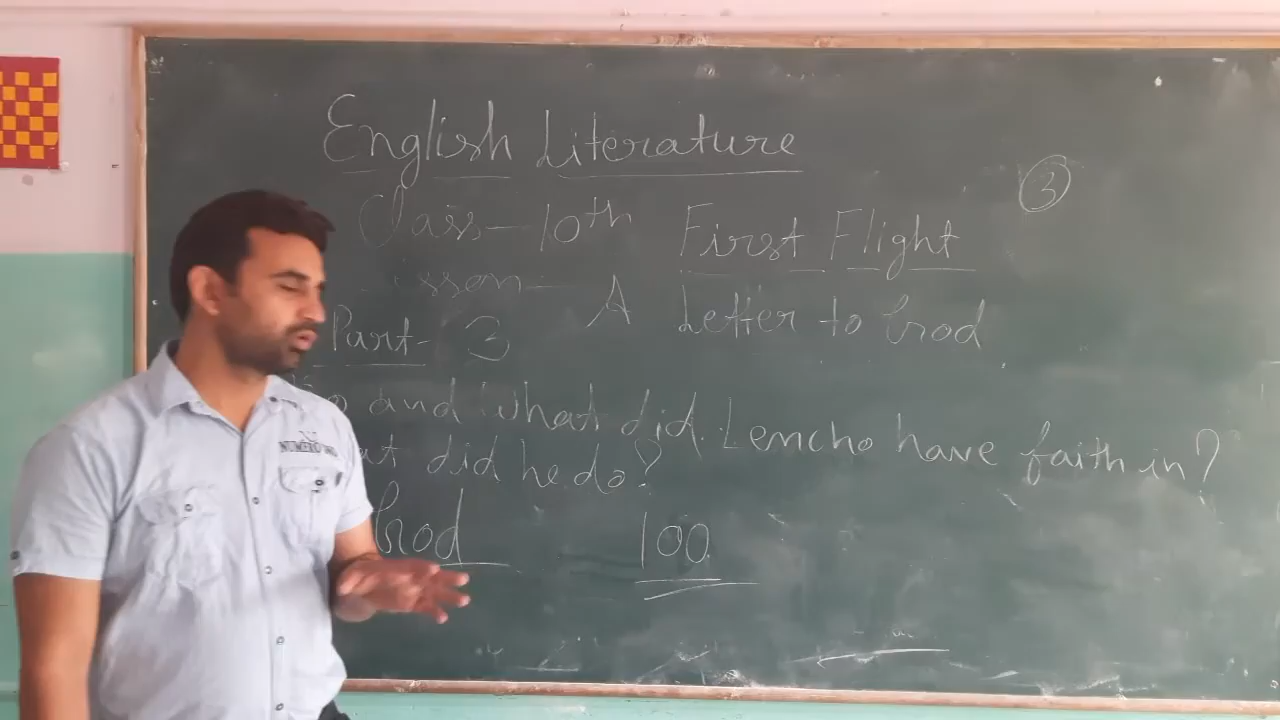 English Literature
3
Class-10th First Flight
A Letter to God
Part- 3
and What did Lencho have faith in?
did he do?
God 100